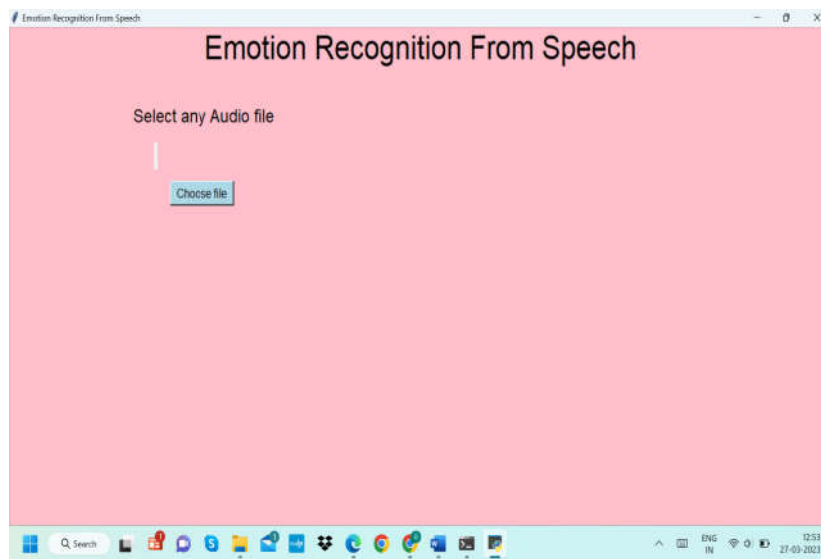 Emotion Recognition From Speech
Emotion Recognition From Speech
Select any Audio file
Choose file
Search
ENG
IN
12:53
27-03-2023